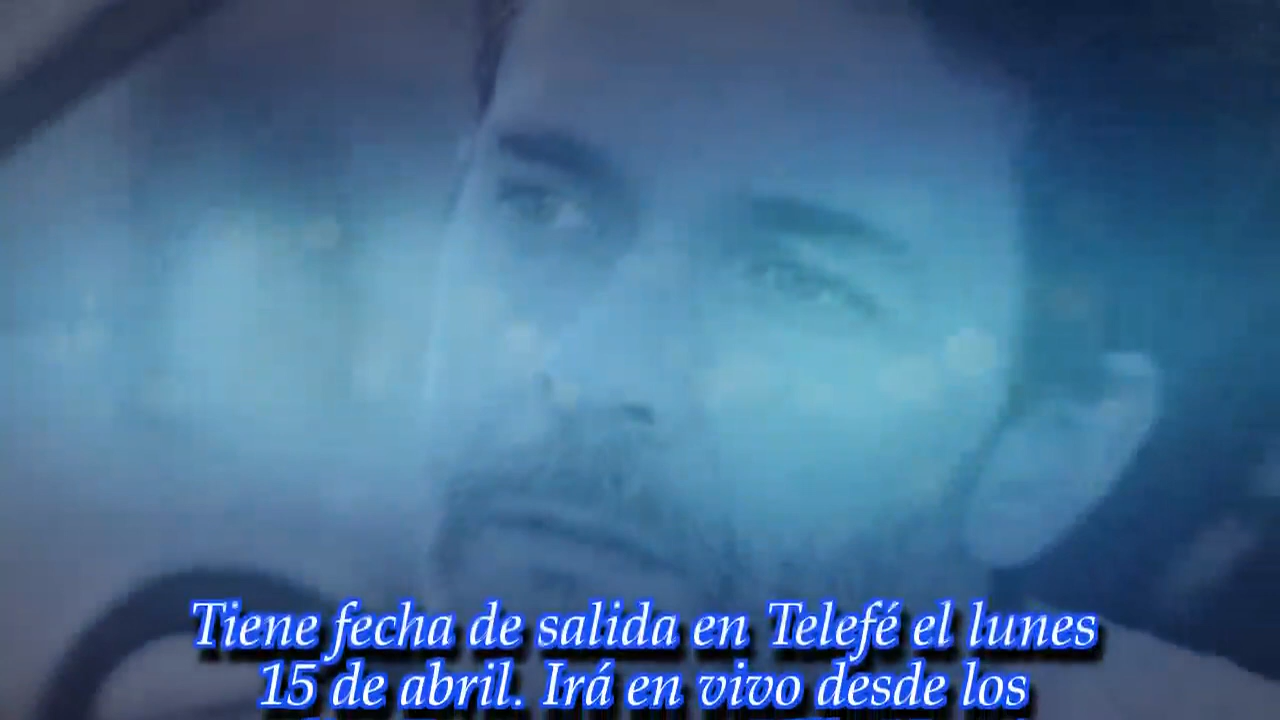 Tiene fecha de salida en Telefé el lunes
15 de abril. Irá en vivo desde los